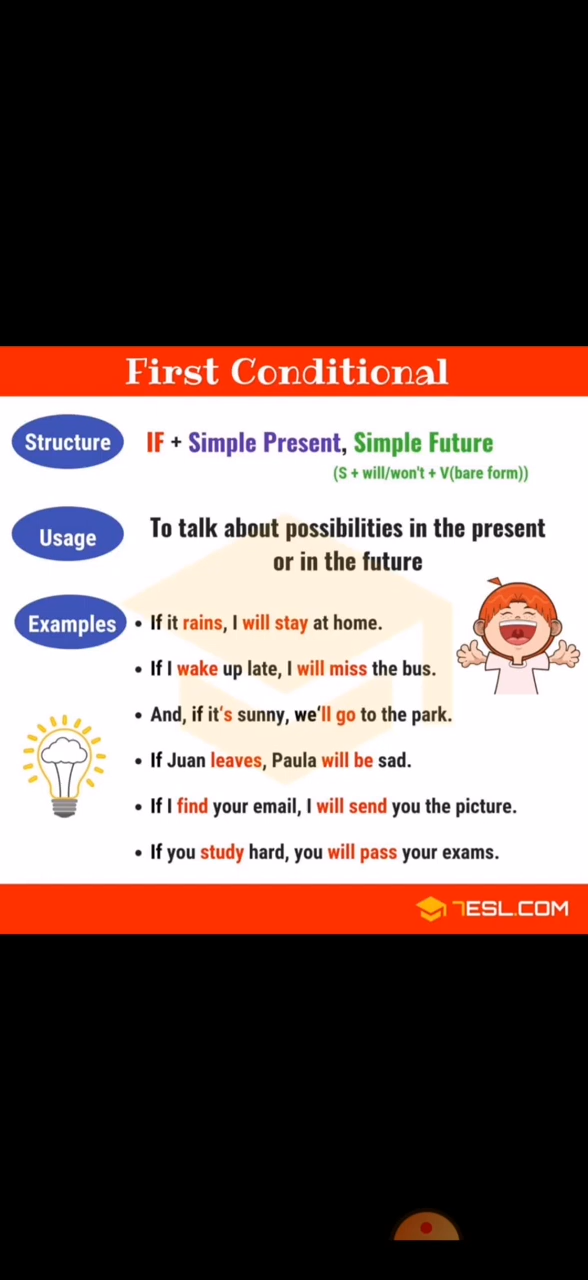 First Conditional
Structure
IF + Simple Present, Simple Future
(S + will/won't + V(bare form))
Usage
To talk about possibilities in the present
or in the future
Examples
• If it rains, I will stay at home.
• If I wake up late, I will miss the bus.
• And, if it's sunny, we'll go to the park.
• If Juan leaves, Paula will be sad.
• If I find your email, I will send you the picture.
• If you study hard, you will pass your exams.
7ESL.COM